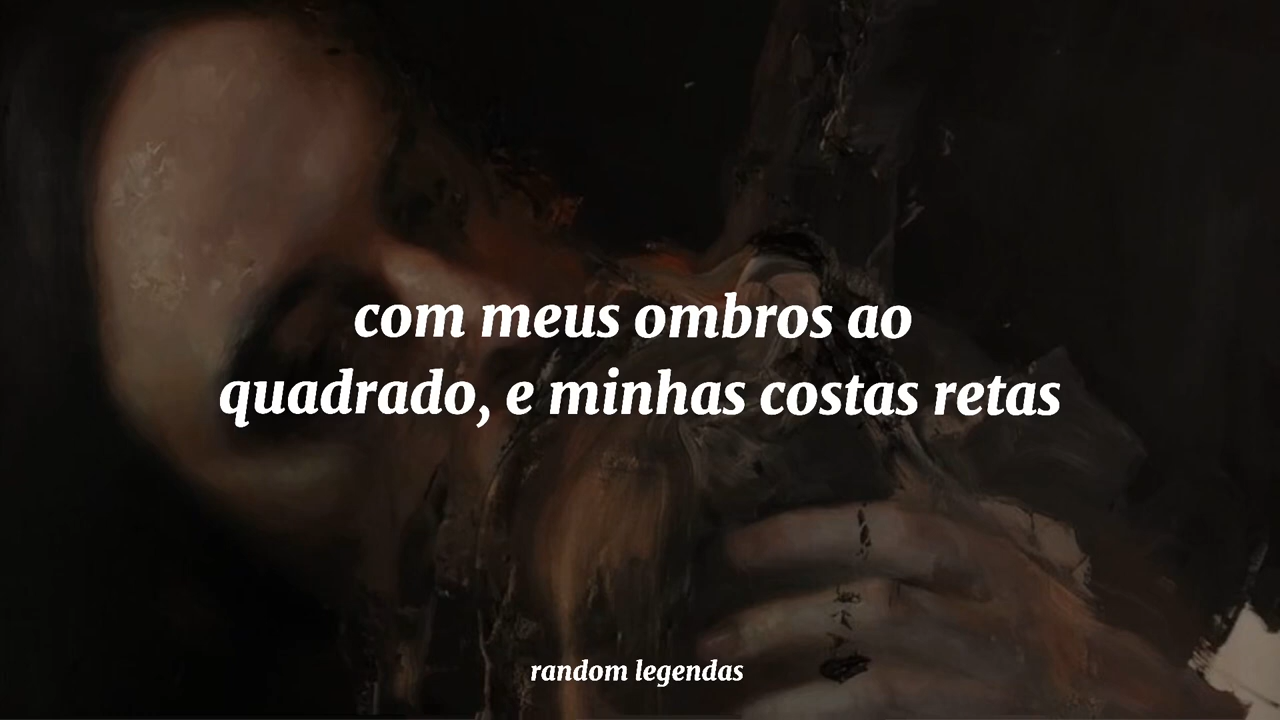 com meus ombros ao
quadrado, e minhas costas retas
random legendas